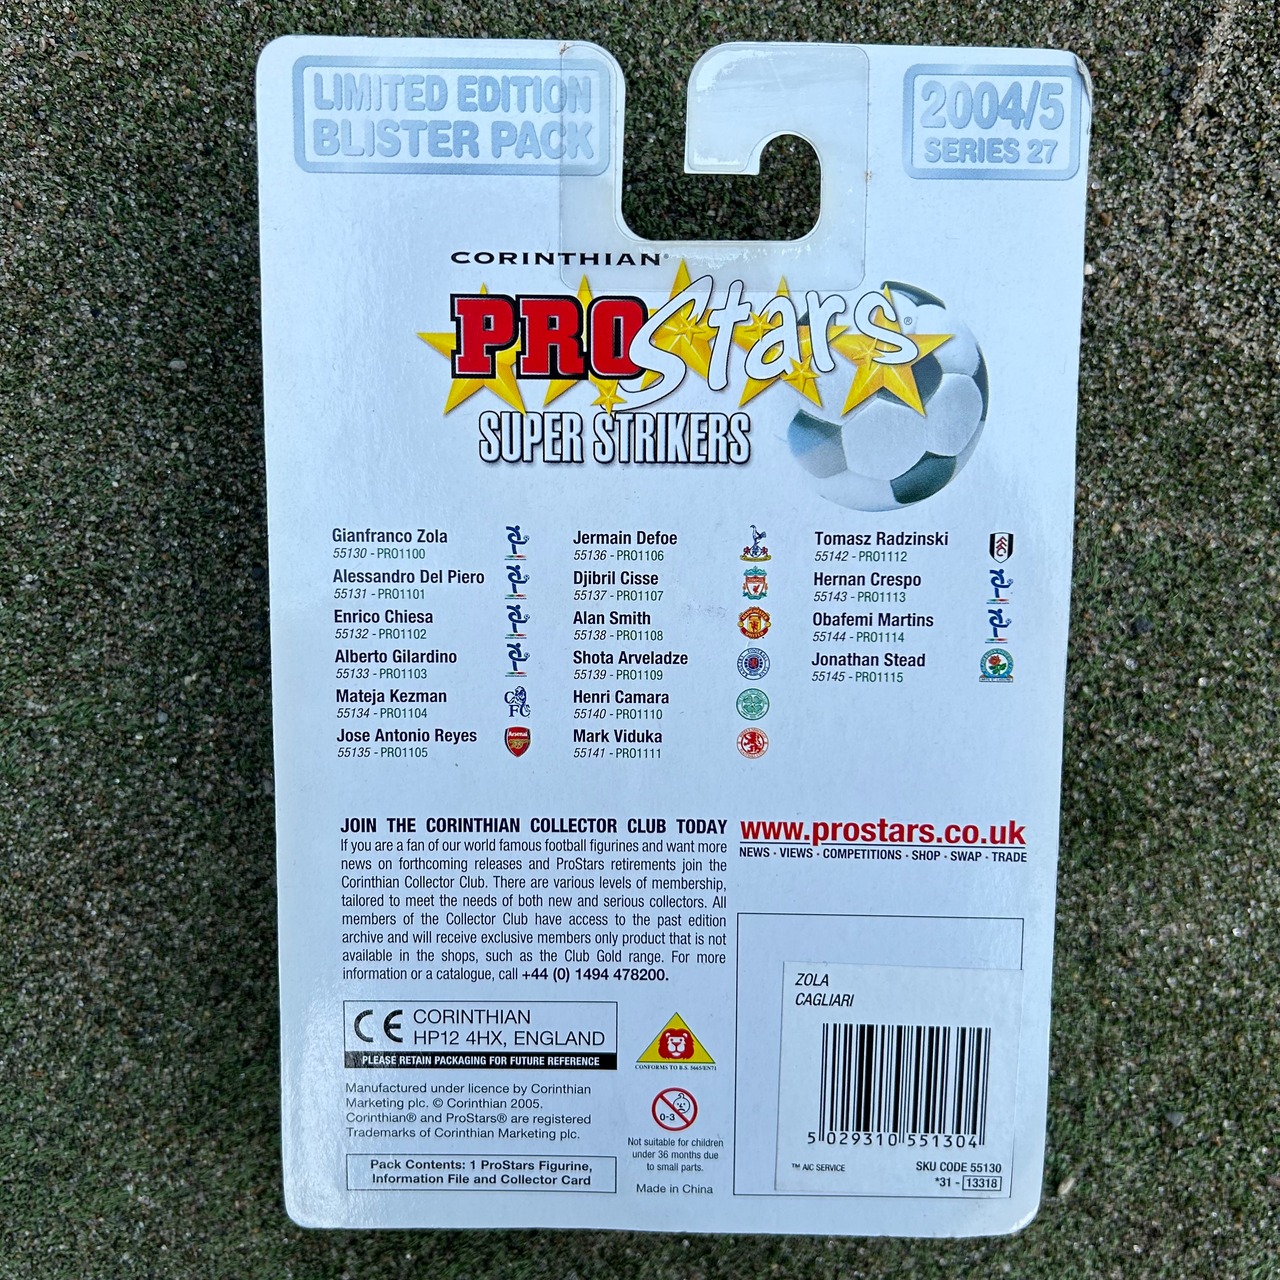 LIMITED EDITION
BLISTER PACK
2004/5
SERIES 27
CORINTHIAN®
PROStars®
SUPER STRIKERS
Gianfranco Zola
55130 - PRO1100
Alessandro Del Piero
55131 - PRO1101
Enrico Chiesa
55132 - PRO1102
Alberto Gilardino
55133 - PRO1103
Mateja Kezman
55134 - PRO1104
Jose Antonio Reyes
55135 - PRO1105
Jermain Defoe
55136 - PRO1106
Djibril Cisse
55137 - PRO1107
Alan Smith
55138 - PRO1108
Shota Arveladze
55139 - PRO1109
Henri Camara
55140 - PRO1110
Mark Viduka
55141 - PRO1111
Tomasz Radzinski
55142 - PRO1112
Hernan Crespo
55143 - PRO1113
Obafemi Martins
55144 - PRO1114
Jonathan Stead
55145 - PRO1115
JOIN THE CORINTHIAN COLLECTOR CLUB TODAY
If you are a fan of our world famous football figurines and want more
news on forthcoming releases and ProStars retirements join the
Corinthian Collector Club. There are various levels of membership,
tailored to meet the needs of both new and serious collectors. All
members of the Collector Club have access to the past edition
archive and will receive exclusive members only product that is not
available in the shops, such as the Club Gold range. For more
information or a catalogue, call +44 (0) 1494 478200.
www.prostars.co.uk
NEWS - VIEWS - COMPETITIONS - SHOP - SWAP - TRADE
CE CORINTHIAN
HP12 4HX, ENGLAND
PLEASE RETAIN PACKAGING FOR FUTURE REFERENCE
Manufactured under licence by Corinthian
Marketing plc. © Corinthian 2005.
Corinthian® and ProStars® are registered
Trademarks of Corinthian Marketing plc.
Pack Contents: 1 ProStars Figurine,
Information File and Collector Card
CONFORMS TO B.S. 5665/EN71
0-3
Not suitable for children
under 36 months due
to small parts.
Made in China
ZOLA
CAGLIARI
5 029310 551304
™ AIC SERVICE
SKU CODE 55130
*31 - 13318